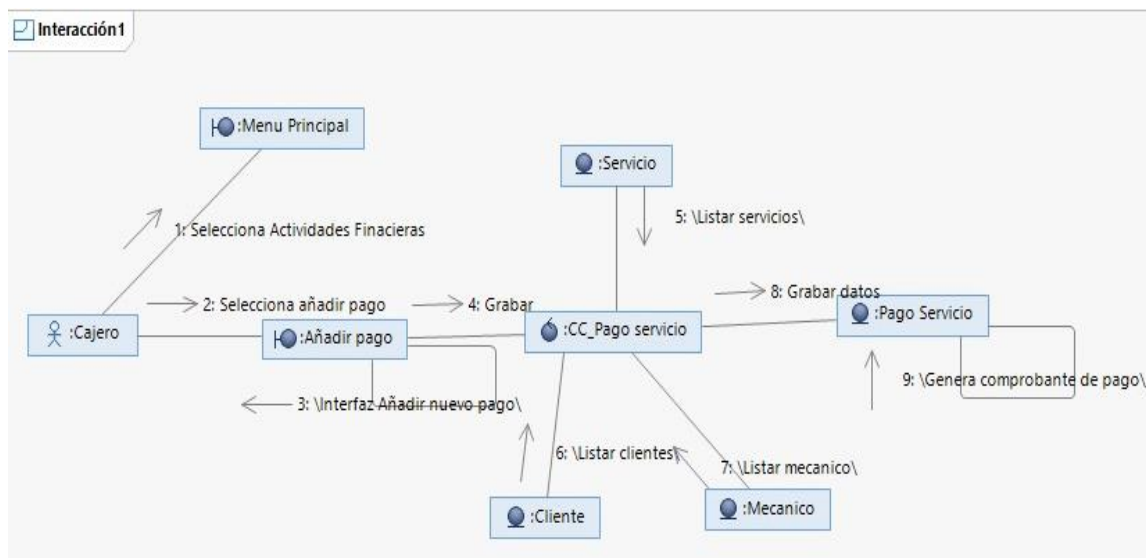 Interacción1
:Menu Principal
:Servicio
1: Selecciona Actividades Finacieras
5: \Listar servicios\
2: Selecciona añadir pago
4: Grabar
8: Grabar datos
:Cajero
:Añadir pago
:CC_Pago servicio
:Pago Servicio
3: \Interfaz Añadir nuevo pago\
9: \Genera comprobante de pago\
6: \Listar clientes\
7: \Listar mecanico\
:Cliente
:Mecanico